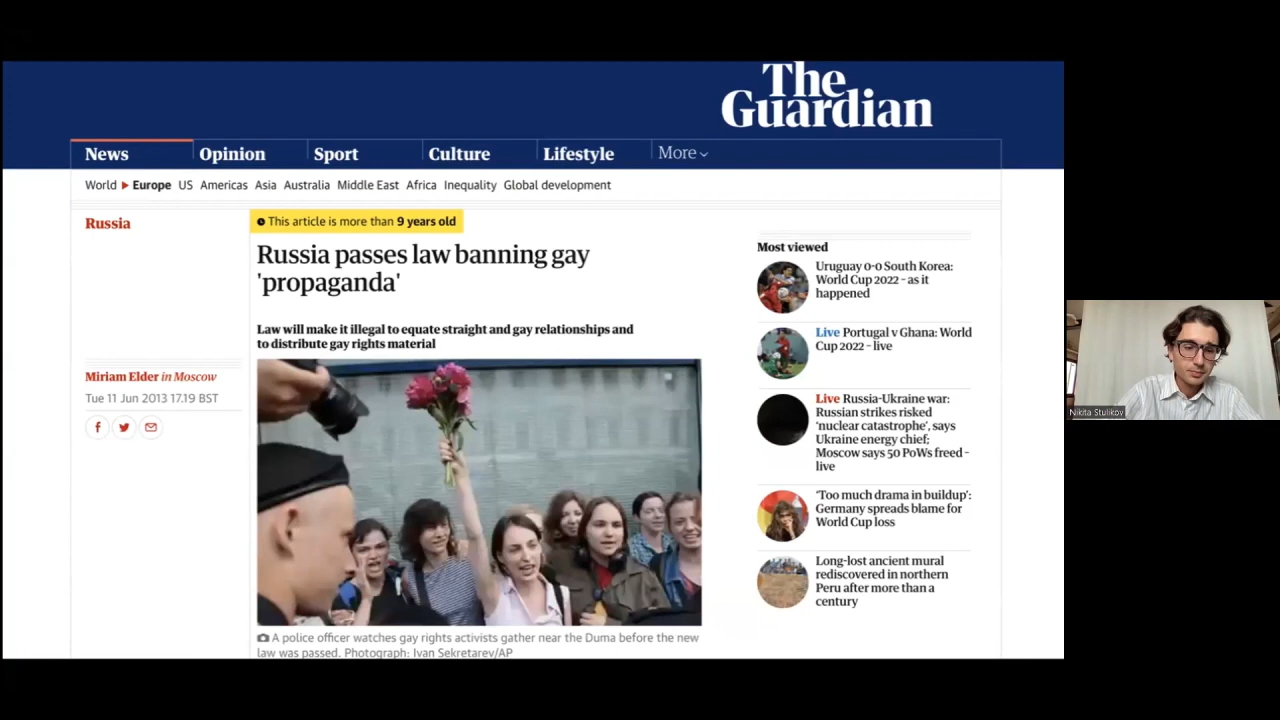 The
Guardian
News
Opinion
Sport
Culture
Lifestyle
More
World Europe US Americas Asia Australia Middle East Africa Inequality Global development
Russia
This article is more than 9 years old
Russia passes law banning gay
'propaganda'
Law will make it illegal to equate straight and gay relationships and
to distribute gay rights material
Miriam Elder in Moscow
Tue 11 Jun 2013 17.19 BST
A police officer watches gay rights activists gather near the Duma before the new
law was passed. Photograph: Ivan Sekretarev/AP
Most viewed
Uruguay 0-0 South Korea:
World Cup 2022 – as it
happened
Live Portugal v Ghana: World
Cup 2022 – live
Live Russia-Ukraine war:
Russian strikes risked
‘nuclear catastrophe’, says
Ukraine energy chief;
Moscow says 50 PoWs freed –
live
‘Too much drama in buildup’:
Germany spreads blame for
World Cup loss
Long-lost ancient mural
rediscovered in northern
Peru after more than a
century
Nikita Stulikov